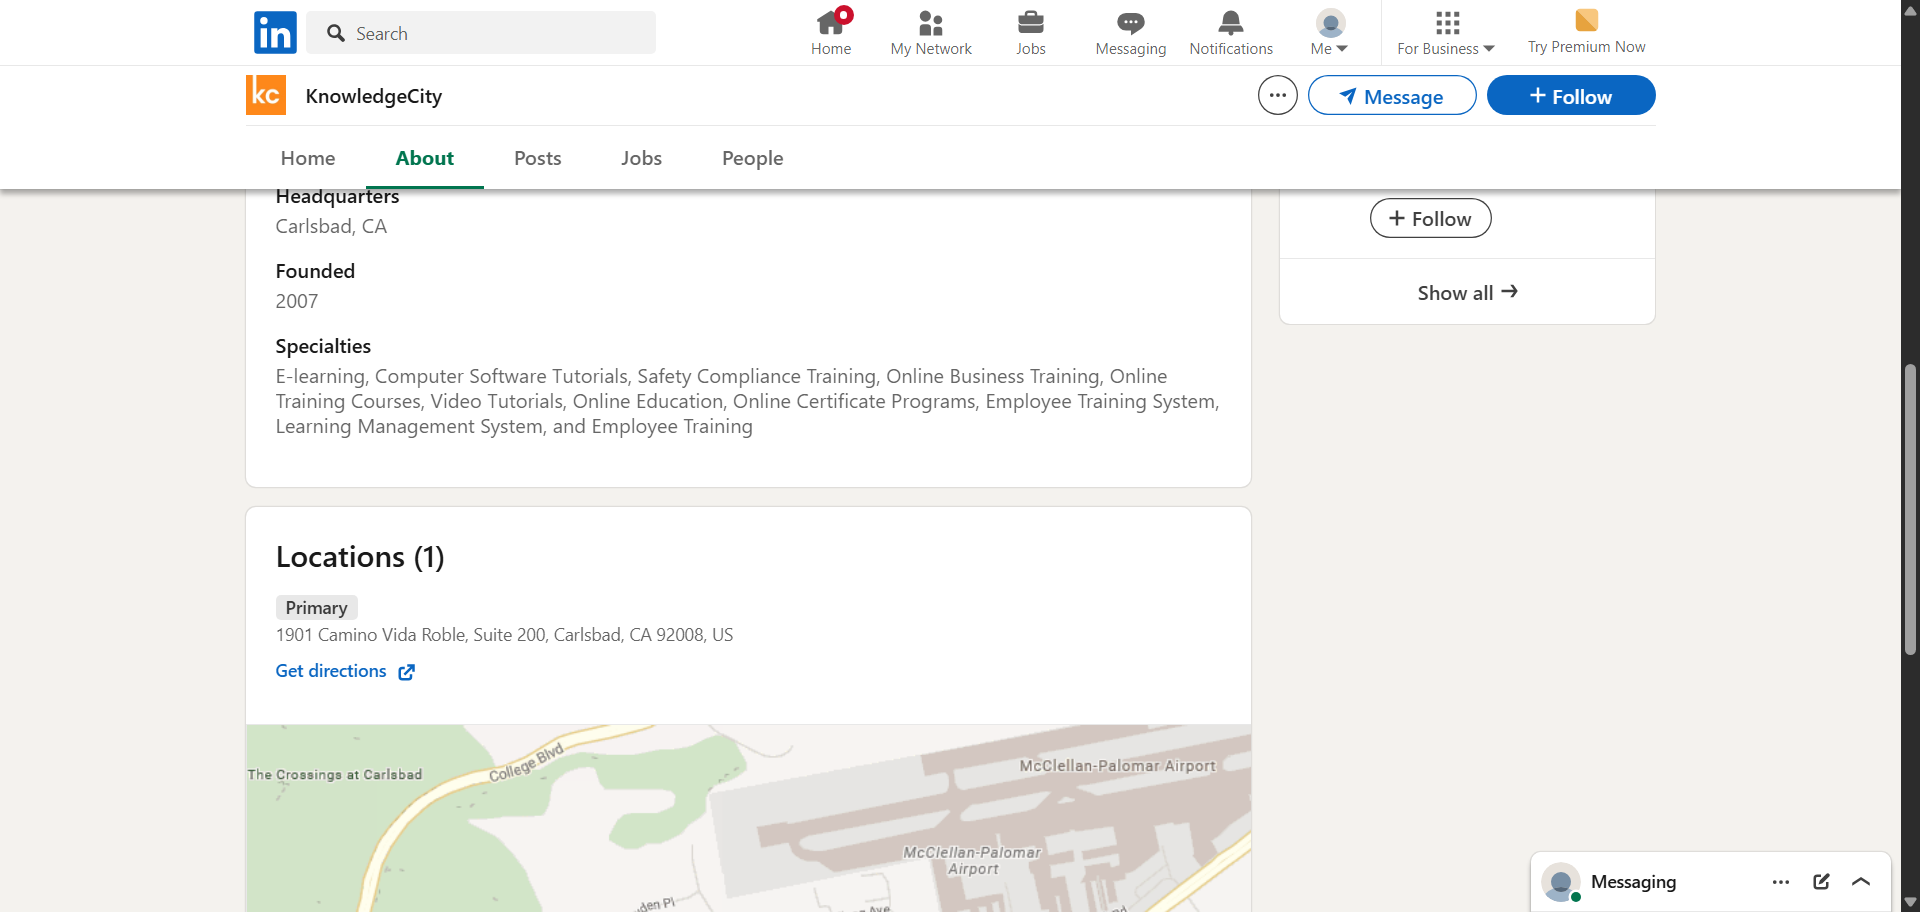 in
Search
Home
My Network
Jobs
Messaging
Notifications
Me
For Business
Try Premium Now
kc
KnowledgeCity
Message
+ Follow
Home
About
Posts
Jobs
People
Headquarters
Carlsbad, CA
+ Follow
Founded
2007
Show all →
Specialties
E-learning, Computer Software Tutorials, Safety Compliance Training, Online Business Training, Online
Training Courses, Video Tutorials, Online Education, Online Certificate Programs, Employee Training System,
Learning Management System, and Employee Training
Locations (1)
Primary
1901 Camino Vida Roble, Suite 200, Carlsbad, CA 92008, US
Get directions
College Blvd
The Crossings at Carlsbad
McClellan-Palomar Airport
McClellan-Palomar
Airport
Messaging